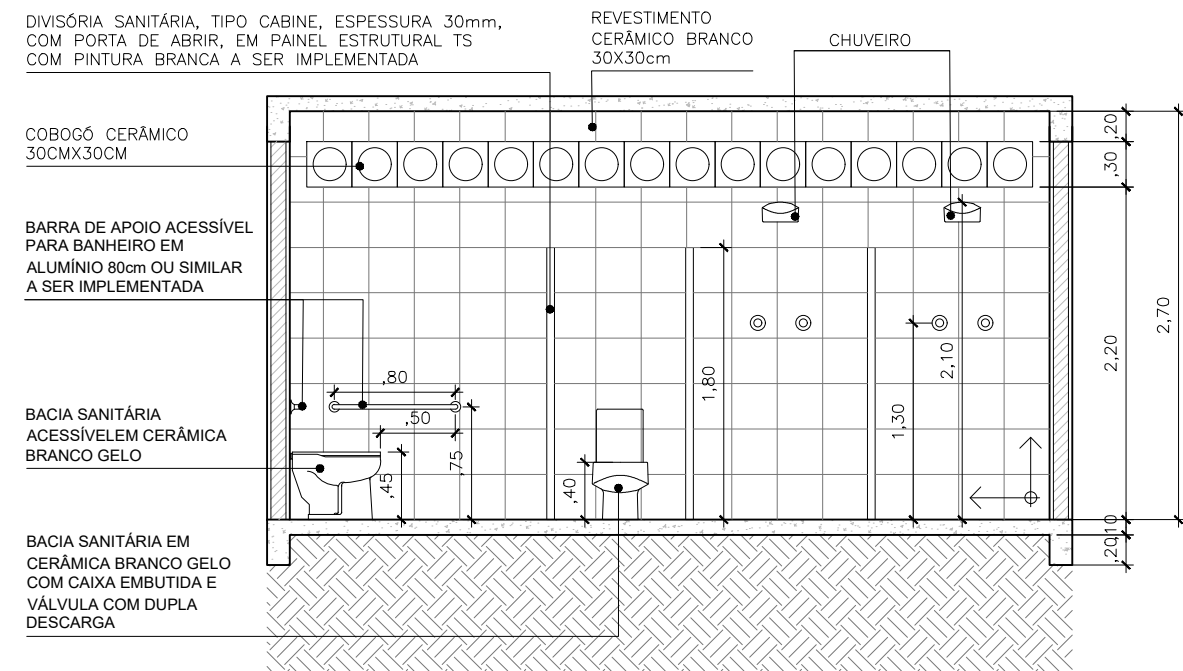 DIVISÓRIA SANITÁRIA, TIPO CABINE, ESPESSURA 30mm,
COM PORTA DE ABRIR, EM PAINEL ESTRUTURAL TS
COM PINTURA BRANCA A SER IMPLEMENTADA
REVESTIMENTO
CERÂMICO BRANCO
30X30cm
CHUVEIRO
COBOGÓ CERÂMICO
30CMX30CM
BARRA DE APOIO ACESSÍVEL
PARA BANHEIRO EM
ALUMÍNIO 80cm OU SIMILAR
A SER IMPLEMENTADA
BACIA SANITÁRIA
ACESSÍVELEM CERÂMICA
BRANCO GELO
BACIA SANITÁRIA EM
CERÂMICA BRANCO GELO
COM CAIXA EMBUTIDA E
VÁLVULA COM DUPLA
DESCARGA
,80
,50
,75
,45
,40
1,80
1,30
2,10
,20
,30
2,20
2,70
,10
,20